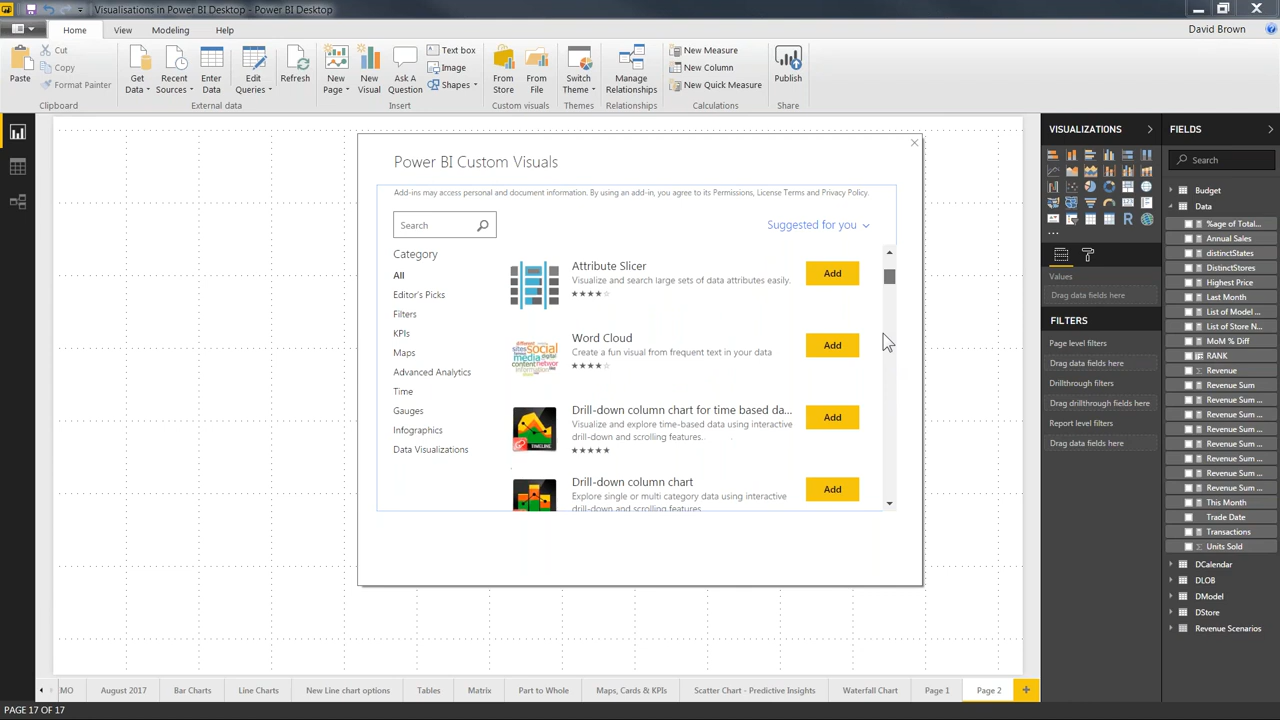 Visualisations in Power BI Desktop - Power BI Desktop
Home View Modeling Help David Brown
Paste
Cut
Copy
Format Painter
Get Data
Recent Sources
Enter Data
Edit Queries
Refresh
New Page
New Visual
Ask A Question
Text box
Image
Shapes
From Store
From File
Switch Theme
Manage Relationships
New Measure
New Column
New Quick Measure
Publish
Clipboard External data Insert Custom visuals Themes Relationships Calculations Share
Power BI Custom Visuals
Add-ins may access personal and document information. By using an add-in, you agree to its Permissions, License Terms and Privacy Policy.
Search
Suggested for you
Category
All
Editor's Picks
Filters
KPIs
Maps
Advanced Analytics
Time
Gauges
Infographics
Data Visualizations
Attribute Slicer
Visualize and search large sets of data attributes easily.
Add
Word Cloud
Create a fun visual from frequent text in your data
Add
Drill-down column chart for time based da...
Visualize and explore time-based data using interactive
drill-down and scrolling features..
Add
Drill-down column chart
Explore single or multi category data using interactive
drill-down and scrolling features
Add
VISUALIZATIONS
Values
Drag data fields here
FILTERS
Page level filters
Drag data fields here
Drillthrough filters
Drag drillthrough fields here
Report level filters
Drag data fields here
FIELDS
Search
Budget
Data
%age of Total...
Annual Sales
distinctStates
DistinctStores
Highest Price
Last Month
List of Model ...
List of Store N...
MoM % Diff
RANK
Revenue
Revenue Sum
Revenue Sum ...
Revenue Sum ...
Revenue Sum ...
Revenue Sum ...
Revenue Sum ...
Revenue Sum ...
Revenue Sum ...
This Month
Trade Date
Transactions
Units Sold
DCalendar
DLOB
DModel
DStore
Revenue Scenarios
MO August 2017 Bar Charts Line Charts New Line chart options Tables Matrix Part to Whole Maps, Cards & KPIs Scatter Chart - Predictive Insights Waterfall Chart Page 1 Page 2
PAGE 17 OF 17